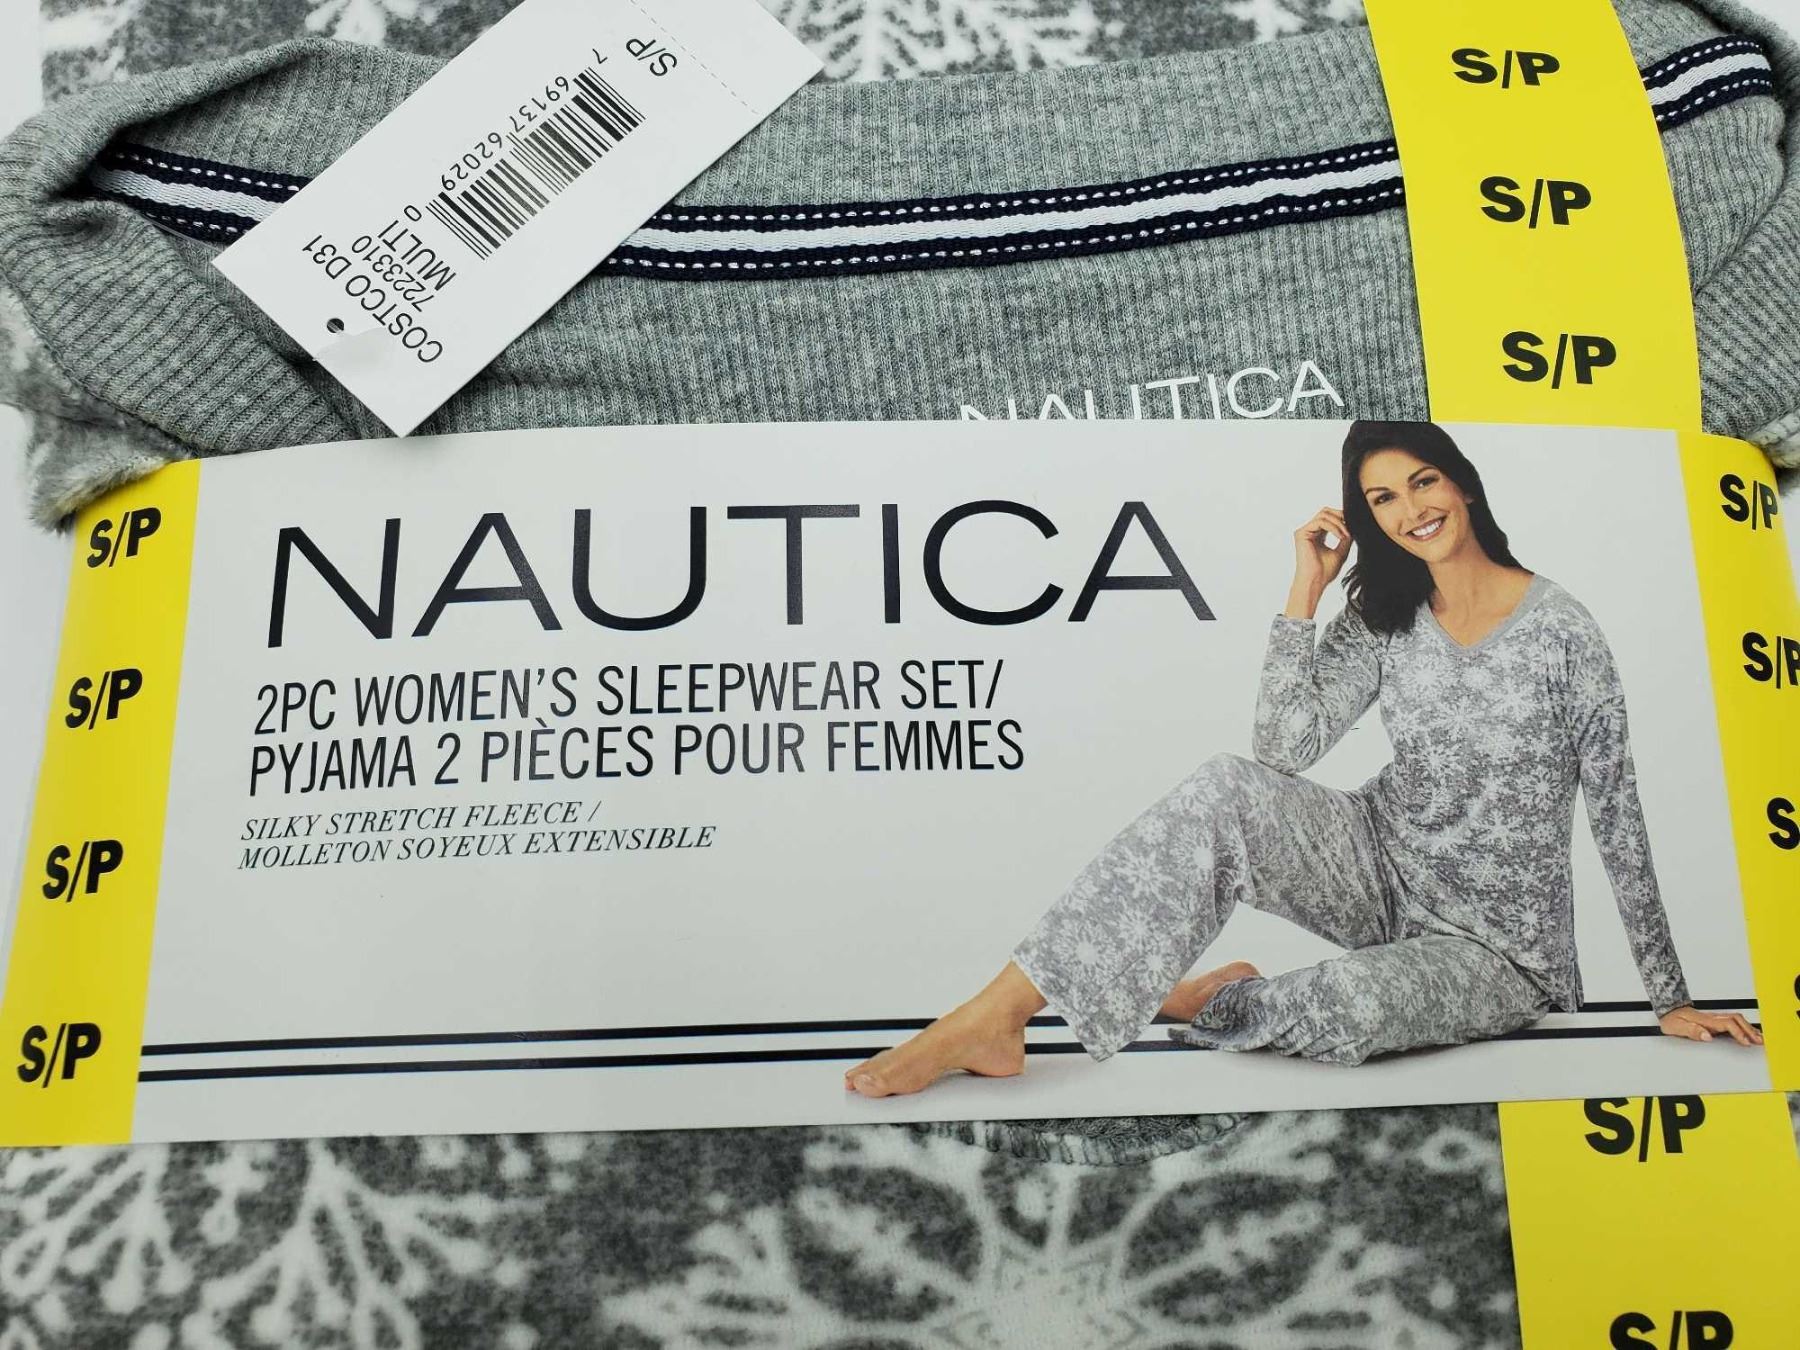 S/P
7 69137 62029 0
COSTCO D31
7223310
MULTI
S/P
S/P
S/P
NAUTICA
NAUTICA
2PC WOMEN'S SLEEPWEAR SET/
PYJAMA 2 PIÈCES POUR FEMMES
SILKY STRETCH FLEECE /
MOLLETON SOYEUX EXTENSIBLE
S/P
S/P
S/P
S/P
S/P
S/P
S
S/P
S/P